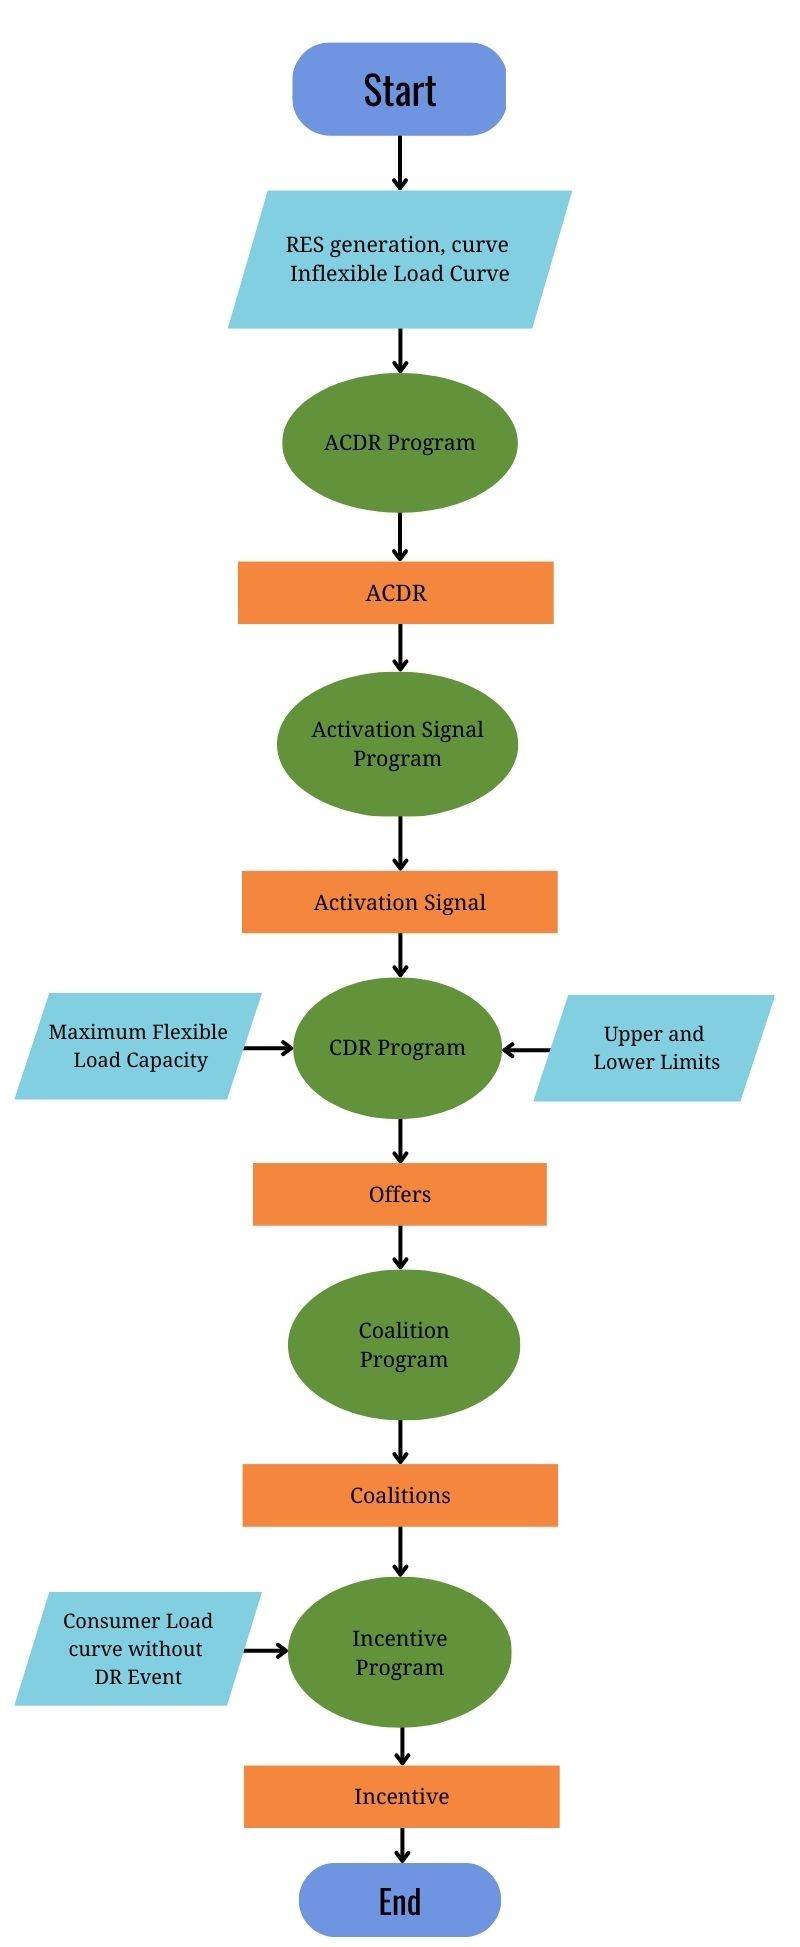 Start
RES generation, curve
Inflexible Load Curve
ACDR Program
ACDR
Activation Signal
Program
Activation Signal
Maximum Flexible
Load Capacity
CDR Program
Upper and
Lower Limits
Offers
Coalition
Program
Coalitions
Consumer Load
curve without
DR Event
Incentive
Program
Incentive
End